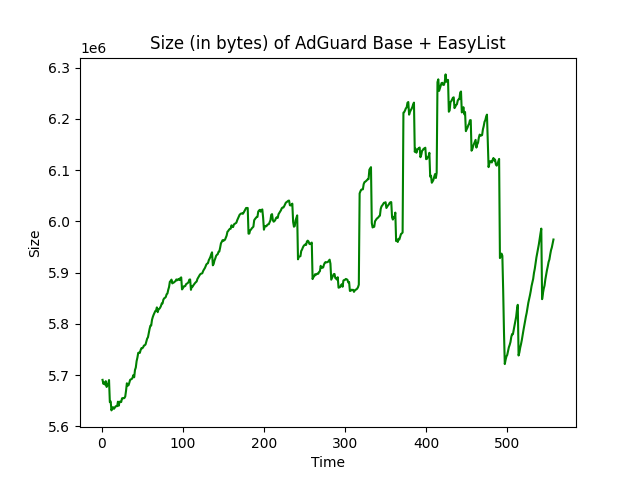 Size (in bytes) of AdGuard Base + EasyList
1e6
6.3
6.2
6.1
6.0
5.9
5.8
5.7
5.6
Size
0 100 200 300 400 500
Time